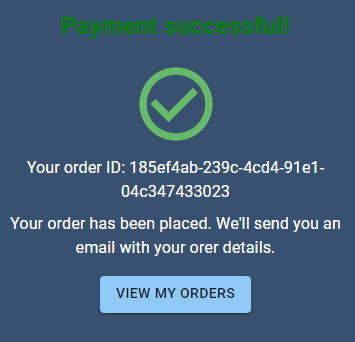 Payment successful!
Your order ID: 185ef4ab-239c-4cd4-91e1-
04c347433023
Your order has been placed. We'll send you an
email with your orer details.
VIEW MY ORDERS